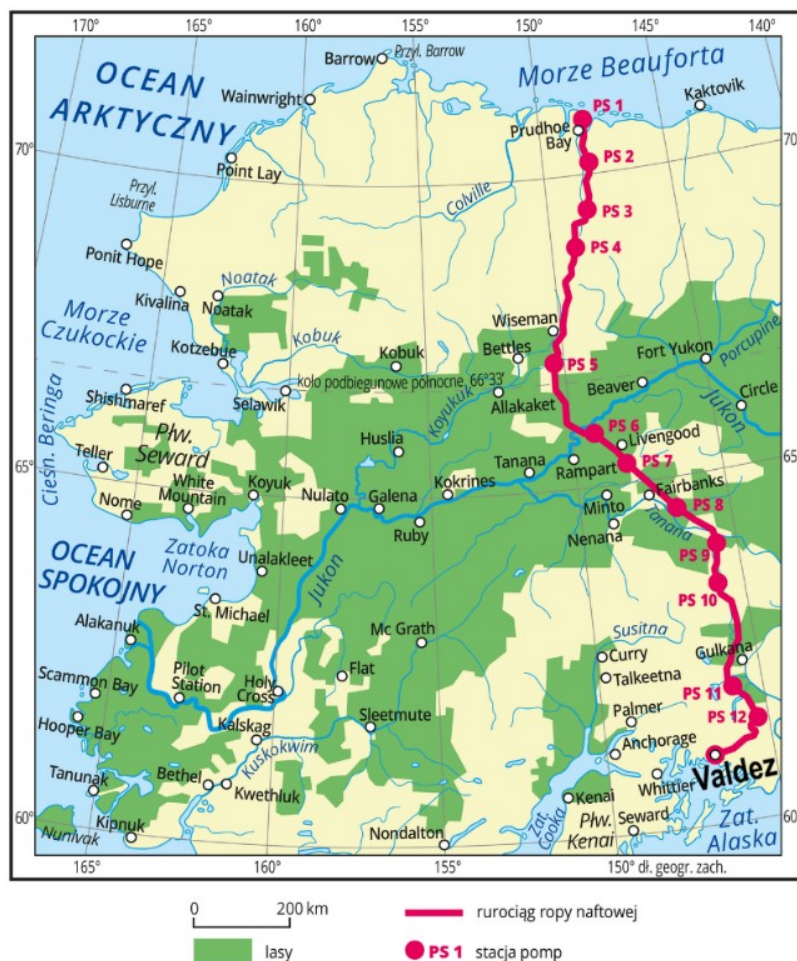 170°
165°
160°
155°
150°
145°
140°
OCEAN
ARKTYCZNY
Barrow
Przyl. Barrow
Morze Beauforta
Wainwright
Kaktovik
PS 1
Prudhoe
Bay
PS 2
70°
70°
Point Lay
Colville
Przyl.
Lisburne
PS 3
PS 4
Ponit Hope
Noatak
Kivalina
Noatak
Morze
Czukockie
Wiseman
Kobuk
Kotzebue
Kobuk
Bettles
Fort Yukon
Porcupine
PS 5
koło podbiegunowe północne, 66°33′
Beaver
Shishmaref
Selawik
Koyukuk
Allakaket
Circle
Jukon
Ciesn. Beringa
Płw.
Seward
Huslia
PS 6
Livengood
65°
65°
Teller
White
Mountain
Koyuk
Tanana
Rampart
PS 7
Nome
Nulato
Galena
Kokrines
Fairbanks
Minto
PS 8
Ruby
Nenana
Tanana
OCEAN
SPOKOJNY
Zatoka
Norton
Unalakleet
Jukon
PS 9
PS 10
Alakanuk
St. Michael
Mc Grath
Susitna
Pilot
Station
Flat
Curry
Gulkana
Scammon Bay
Holy
Cross
Talkeetna
PS 11
Hooper Bay
Kalskag
Sleetmute
Palmer
PS 12
Kuskokwim
Anchorage
Valdez
Tanunak
Bethel
Kwethluk
Whittier
60°
60°
Kipnuk
Nunivak
Nondalton
Zat.
Cooka
Kenai
Płw.
Kenai
Seward
Zat.
Alaska
165°
160°
155°
150° dł. geogr. zach.
0
200 km
rurociąg ropy naftowej
lasy
PS 1
stacja pomp